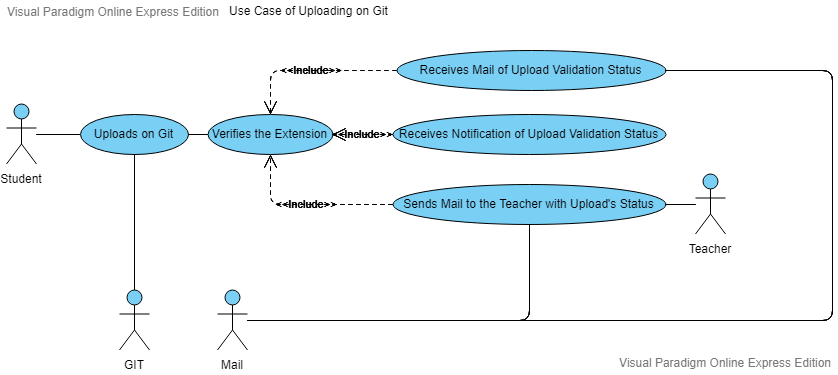 Visual Paradigm Online Express Edition
Use Case of Uploading on Git
<<Include>>
Receives Mail of Upload Validation Status
Uploads on Git
Verifies the Extension
<<Include>>
Receives Notification of Upload Validation Status
Student
<<Include>>
Sends Mail to the Teacher with Upload's Status
Teacher
GIT
Mail
Visual Paradigm Online Express Edition